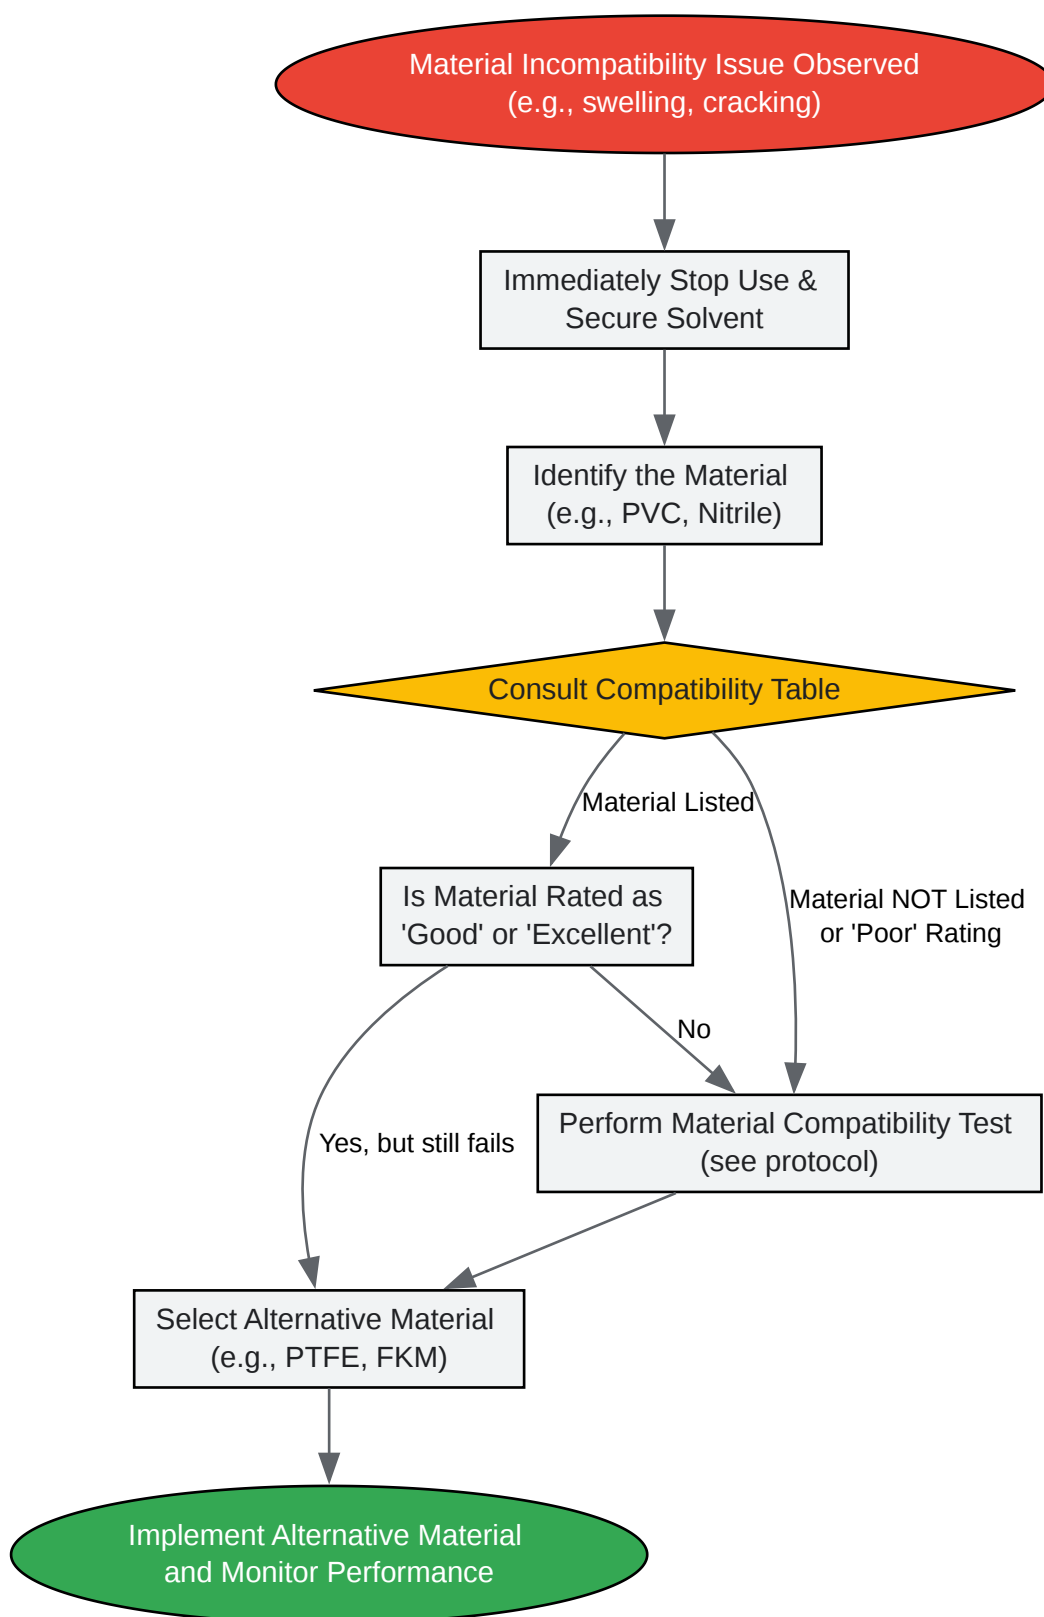 Material Incompatibility Issue Observed
(e.g., swelling, cracking)
Immediately Stop Use &
Secure Solvent
Identify the Material
(e.g., PVC, Nitrile)
Consult Compatibility Table
Material Listed
Is Material Rated as
'Good' or 'Excellent'?
Material NOT Listed
or 'Poor' Rating
No
Perform Material Compatibility Test
(see protocol)
Yes, but still fails
Select Alternative Material
(e.g., PTFE, FKM)
Implement Alternative Material
and Monitor Performance